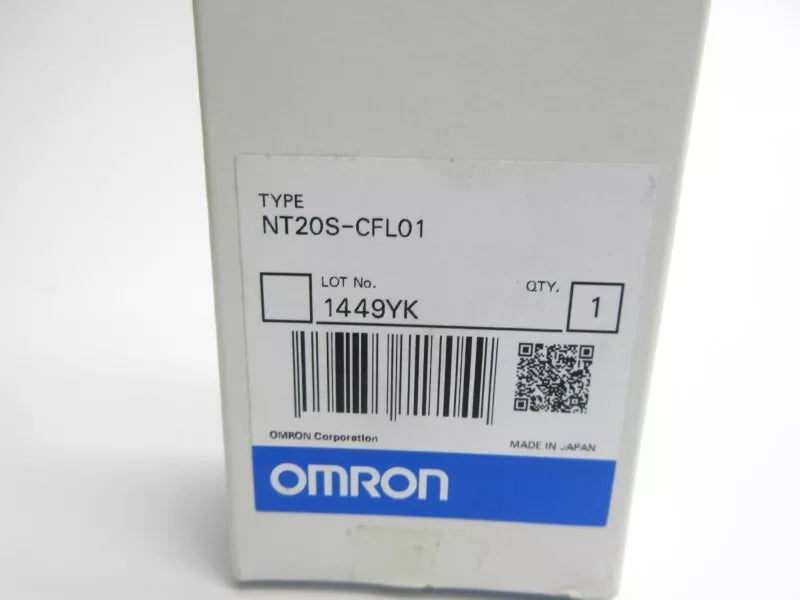 TYPE
NT20S-CFL01
LOT No. QTY.
1449YK 1
OMRON Corporation
MADE IN JAPAN
OMRON